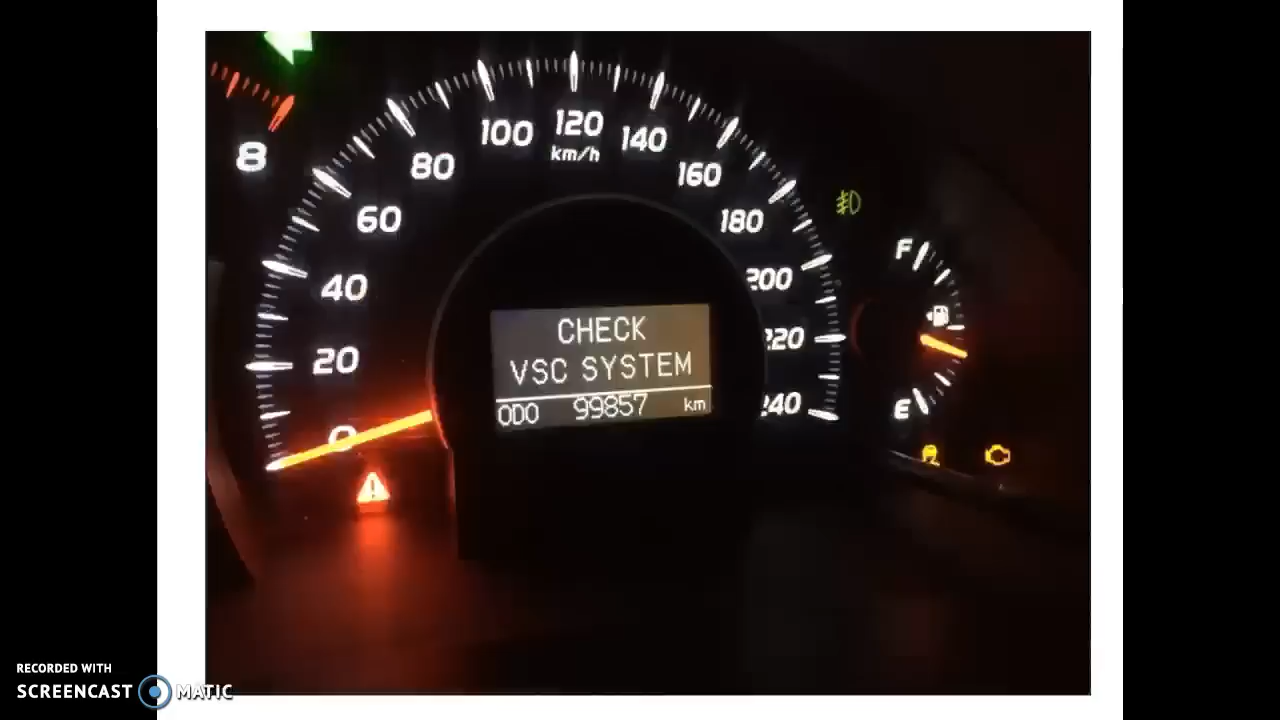 8
0
20
40
60
80
100
120
km/h
140
160
180
200
220
240
CHECK
VSC SYSTEM
ODO 99857 km
F
E
RECORDED WITH
SCREENCAST MATIC